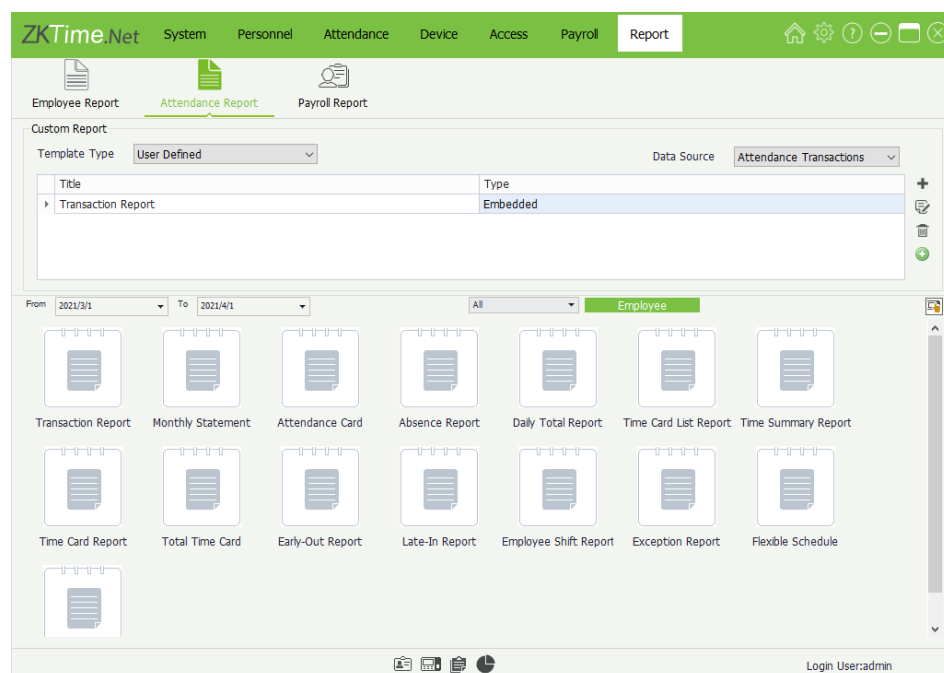 ZKTime.Net System Personnel Attendance Device Access Payroll Report
Employee Report Attendance Report Payroll Report
Custom Report
Template Type User Defined Data Source Attendance Transactions
Title Type
Transaction Report Embedded
From 2021/3/1 To 2021/4/1 All Employee
Transaction Report Monthly Statement Attendance Card Absence Report Daily Total Report Time Card List Report Time Summary Report
Time Card Report Total Time Card Early-Out Report Late-In Report Employee Shift Report Exception Report Flexible Schedule
Login User:admin